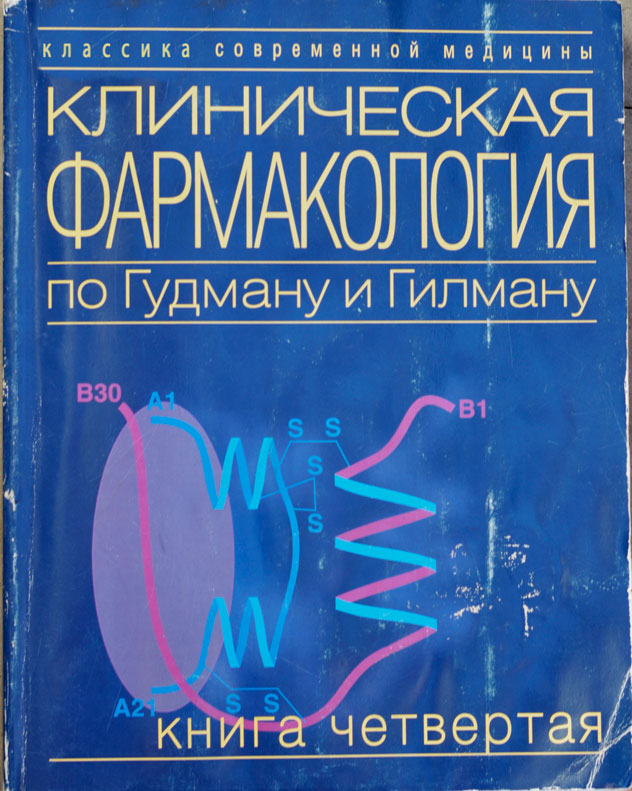 классика современной медицины
КЛИНИЧЕСКАЯ
ФАРМАКОЛОГИЯ
по Гудману и Гилману
B30
A1
B1
S S
S
S
A21
S S
книга четвертая